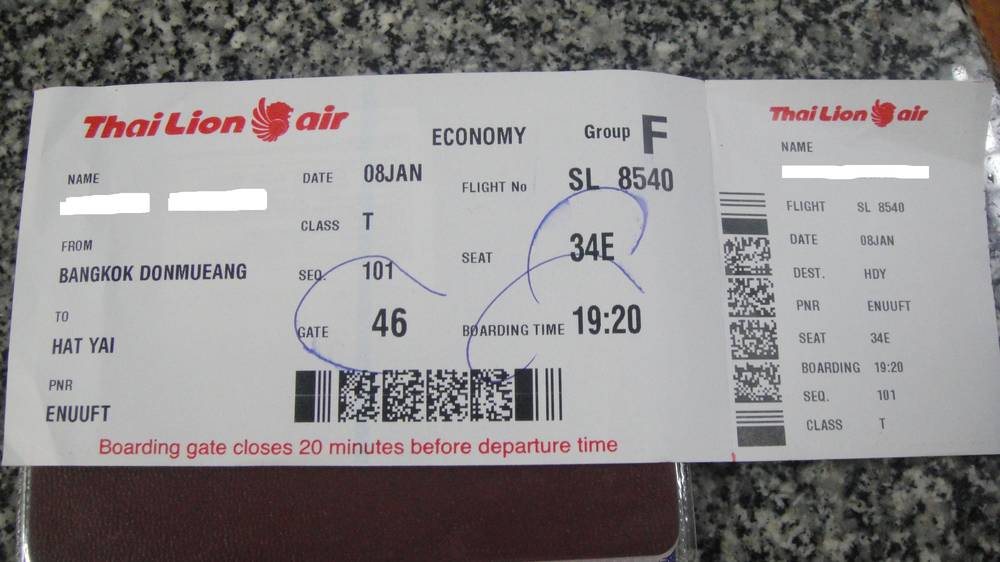 Thai Lion air
ECONOMY Group F
NAME DATE 08JAN FLIGHT No SL 8540
CLASS T
FROM SEAT 34E
BANGKOK DONMUEANG SEQ. 101
TO GATE 46 BOARDING TIME 19:20
HAT YAI
PNR
ENUUFT
Boarding gate closes 20 minutes before departure time
Thai Lion air
NAME
FLIGHT SL 8540
DATE 08JAN
DEST. HDY
PNR ENUUFT
SEAT 34E
BOARDING 19:20
SEQ. 101
CLASS T